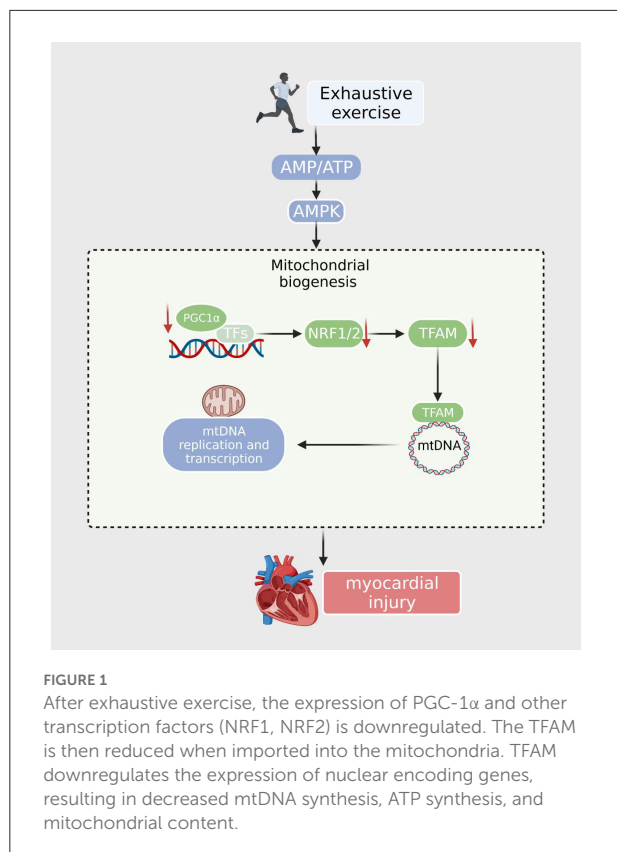 Exhaustive
exercise
AMP/ATP
AMPK
Mitochondrial
biogenesis
PGC1α
TFs
NRF1/2
TFAM
TFAM
mtDNA
mtDNA
replication and
transcription
myocardial
injury
FIGURE 1
After exhaustive exercise, the expression of PGC-1α and other
transcription factors (NRF1, NRF2) is downregulated. The TFAM
is then reduced when imported into the mitochondria. TFAM
downregulates the expression of nuclear encoding genes,
resulting in decreased mtDNA synthesis, ATP synthesis, and
mitochondrial content.